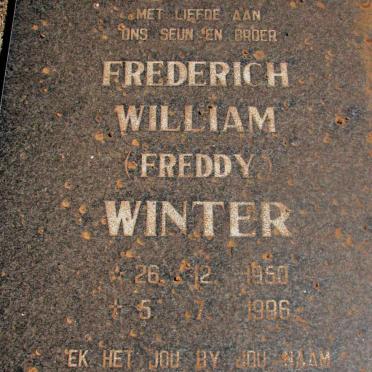 MET LIEFDE AAN
ONS SEUN EN BROER
FREDERICH
WILLIAM
(FREDDY)
WINTER
☆ 26. 12. 1950
✝ 5. 7. 1996
"EK HET JOU BY JOU NAAM